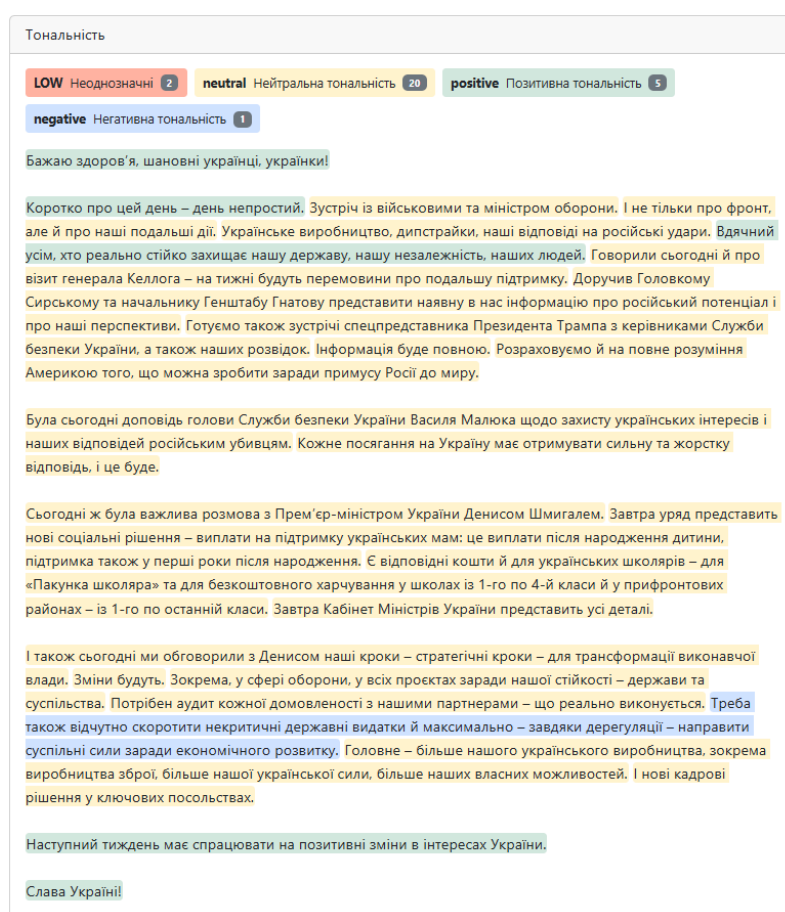 Тональність
LOW Неоднозначні 2 neutral Нейтральна тональність 20 positive Позитивна тональність 5
negative Негативна тональність 1
Бажаю здоров'я, шановні українці, українки!
Коротко про цей день – день непростий. Зустріч із військовими та міністром оборони. І не тільки про фронт,
але й про наші подальші дії. Українське виробництво, дипстрайки, наші відповіді на російські удари. Вдячний
усім, хто реально стійко захищає нашу державу, нашу незалежність, наших людей. Говорили сьогодні й про
візит генерала Келлога – на тижні будуть перемовини про подальшу підтримку. Доручив Головкому
Сирському та начальнику Генштабу Гнатову представити наявну в нас інформацію про російський потенціал і
про наші перспективи. Готуємо також зустрічі спецпредставника Президента Трампа з керівниками Служби
безпеки України, а також наших розвідок. Інформація буде повною. Розраховуємо й на повне розуміння
Америкою того, що можна зробити заради примусу Росії до миру.
Була сьогодні доповідь голови Служби безпеки України Василя Малюка щодо захисту українських інтересів і
наших відповідей російським убивцям. Кожне посягання на Україну має отримувати сильну та жорстку
відповідь, і це буде.
Сьогодні ж була важлива розмова з Прем'єр-міністром України Денисом Шмигалем. Завтра уряд представить
нові соціальні рішення – виплати на підтримку українських мам: це виплати після народження дитини,
підтримка також у перші роки після народження. Є відповідні кошти й для українських школярів – для
«Пакунка школяра» та для безкоштовного харчування у школах із 1-го по 4-й класи й у прифронтових
районах – із 1-го по останній класи. Завтра Кабінет Міністрів України представить усі деталі.
І також сьогодні ми обговорили з Денисом наші кроки – стратегічні кроки – для трансформації виконавчої
влади. Зміни будуть. Зокрема, у сфері оборони, у всіх проєктах заради нашої стійкості – держави та
суспільства. Потрібен аудит кожної домовленості з нашими партнерами – що реально виконується. Треба
також відчутно скоротити некритичні державні видатки й максимально – завдяки дерегуляції – направити
суспільні сили заради економічного розвитку. Головне – більше нашого українського виробництва, зокрема
виробництва зброї, більше нашої української сили, більше наших власних можливостей. І нові кадрові
рішення у ключових посольствах.
Наступний тиждень має спрацювати на позитивні зміни в інтересах України.
Слава Україні!